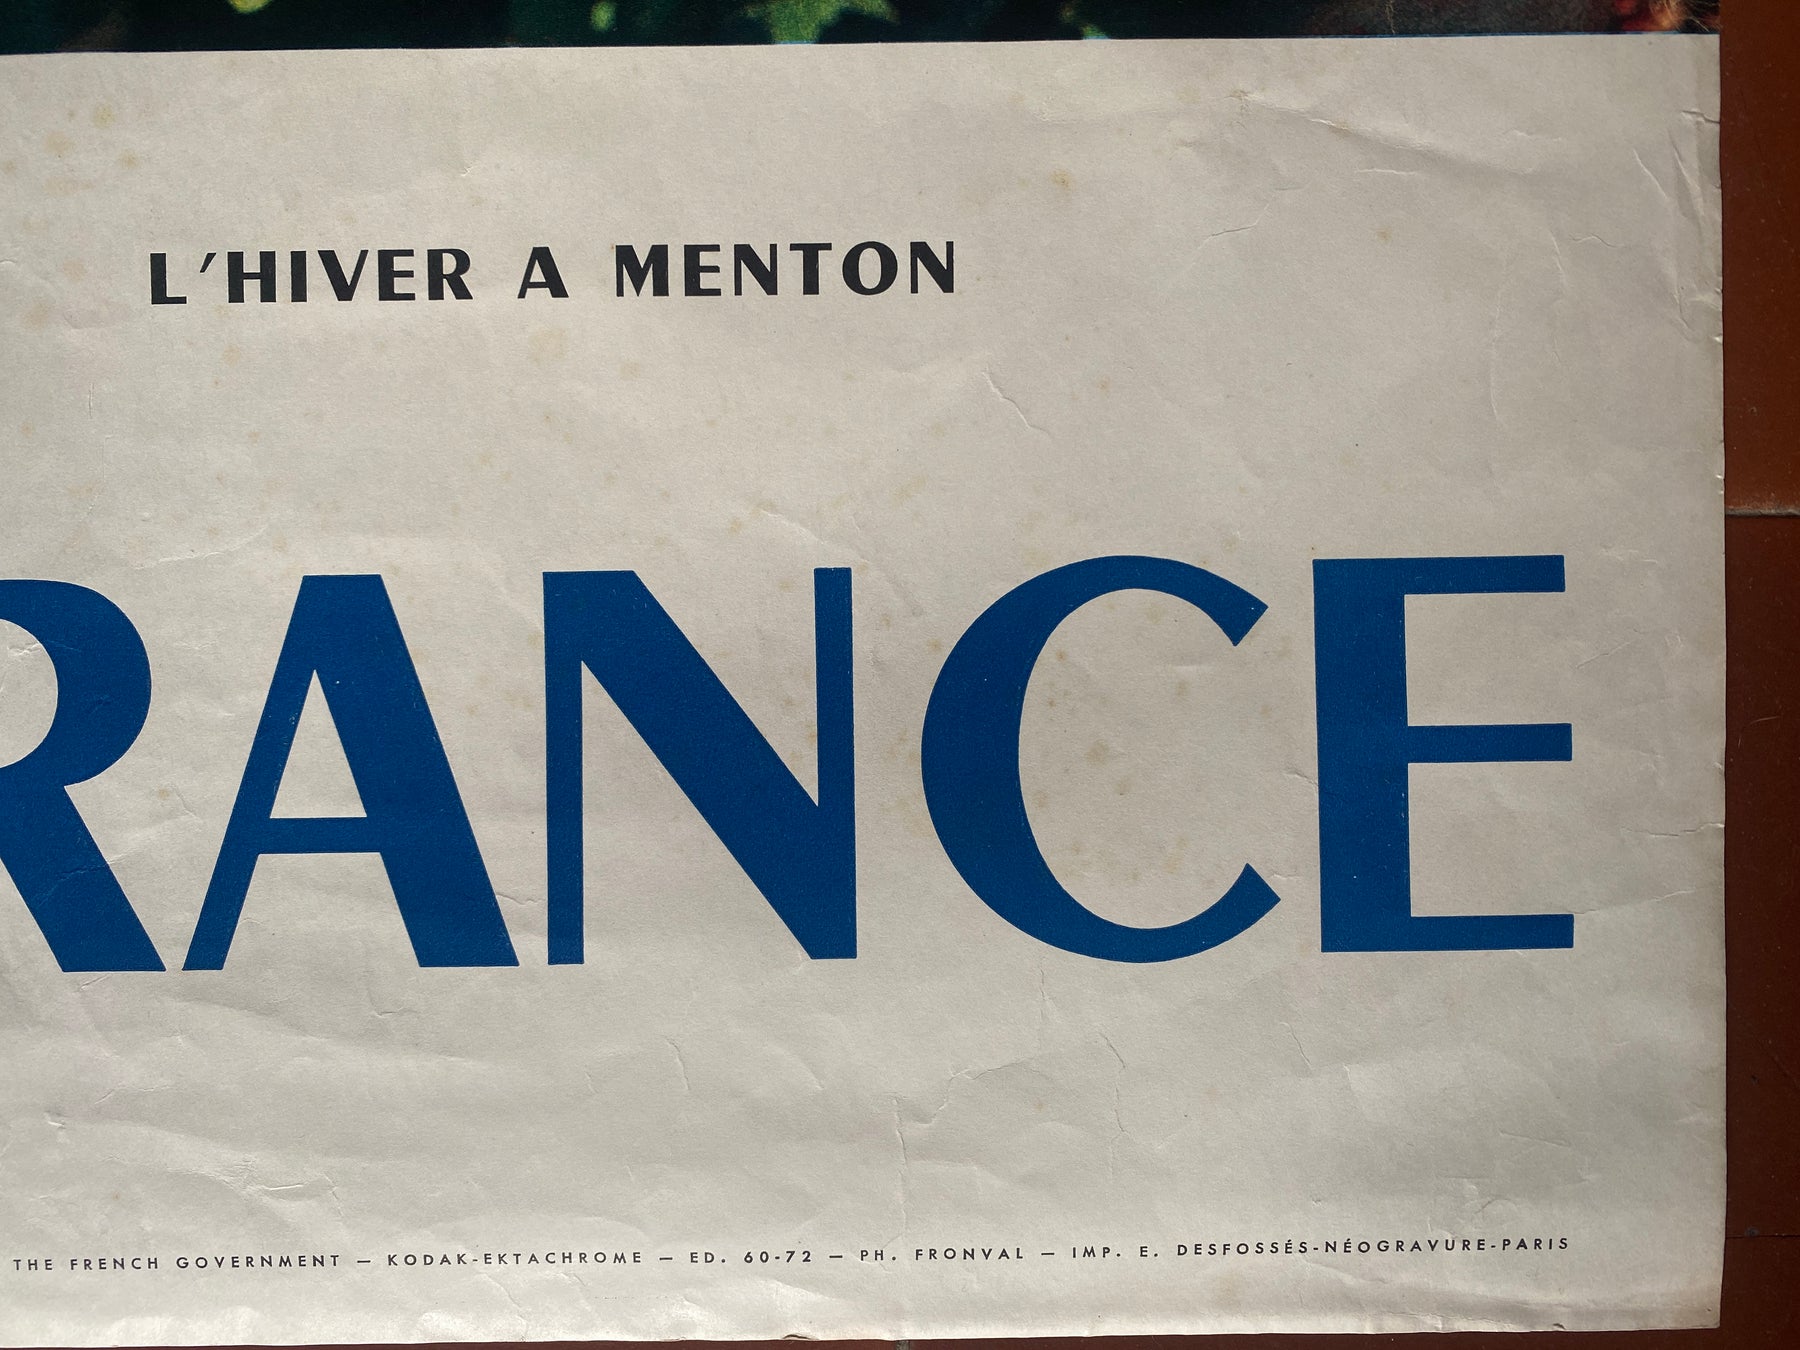 L'HIVER A MENTON
RANCE
THE FRENCH GOVERNMENT — KODAK-EKTACHROME — ED. 60-72 — PH. FRONVAL — IMP. E. DESFOSSÉS-NÉOGRAVURE-PARIS